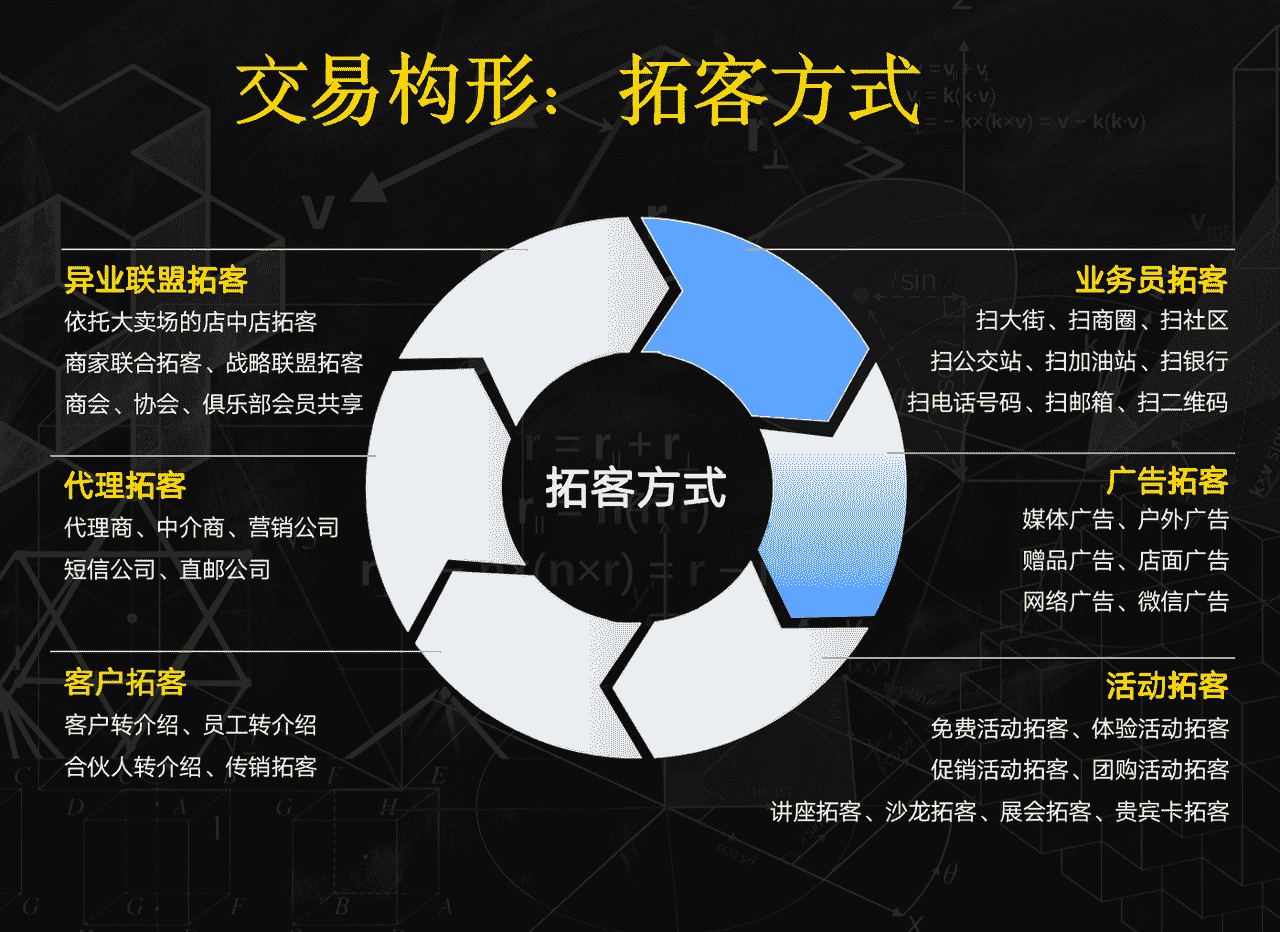 交易构形：拓客方式
异业联盟拓客
依托大卖场的店中店拓客
商家联合拓客、战略联盟拓客
商会、协会、俱乐部会员共享
代理拓客
代理商、中介商、营销公司
短信公司、直邮公司
客户拓客
客户转介绍、员工转介绍
合伙人转介绍、传销拓客
拓客方式
业务员拓客
扫大街、扫商圈、扫社区
扫公交站、扫加油站、扫银行
扫电话号码、扫邮箱、扫二维码
广告拓客
媒体广告、户外广告
赠品广告、店面广告
网络广告、微信广告
活动拓客
免费活动拓客、体验活动拓客
促销活动拓客、团购活动拓客
讲座拓客、沙龙拓客、展会拓客、贵宾卡拓客